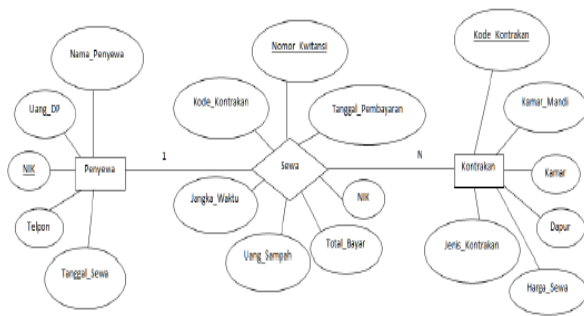 Kode_Kontrakan
Nomor_Kwitansi
Nama_Penyewa
Kamar_Mandi
Uang_DP
Kode_Kontrakan
Tanggal_Pembayaran
1
N
NIK
Penyewa
Sewa
Kontrakan
Kamar
Jangka_Waktu
NIK
Telpon
Dapur
Uang_Sampah
Total_Bayar
Jenis_Kontrakan
Tanggal_Sewa
Harga_Sewa